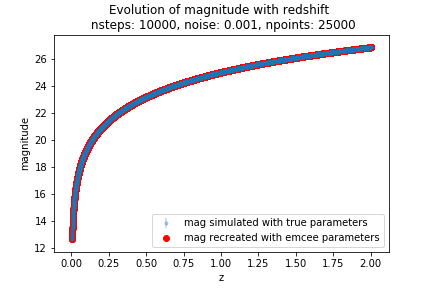 Evolution of magnitude with redshift
nsteps: 10000, noise: 0.001, npoints: 25000
magnitude
26
24
22
20
18
16
14
12
mag simulated with true parameters
mag recreated with emcee parameters
0.00 0.25 0.50 0.75 1.00 1.25 1.50 1.75 2.00
z